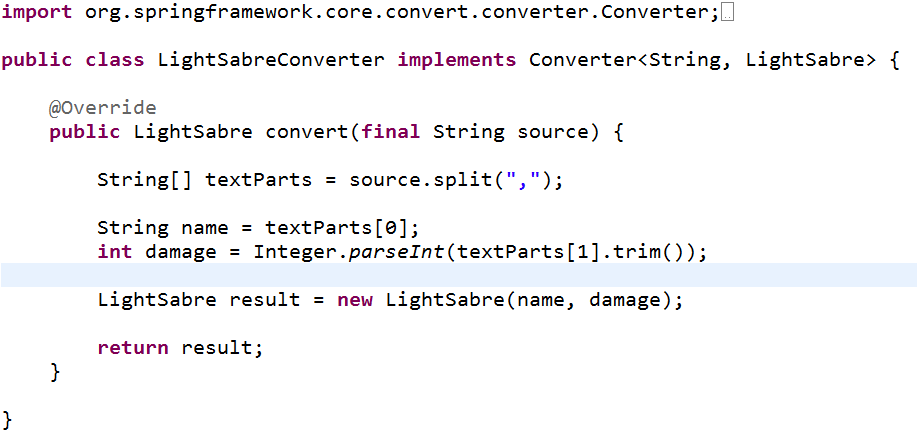 import org.springframework.core.convert.converter.Converter;
public class LightSabreConverter implements Converter<String, LightSabre> {
@Override
public LightSabre convert(final String source) {
String[] textParts = source.split(",");
String name = textParts[0];
int damage = Integer.parseInt(textParts[1].trim());
LightSabre result = new LightSabre(name, damage);
return result;
}
}